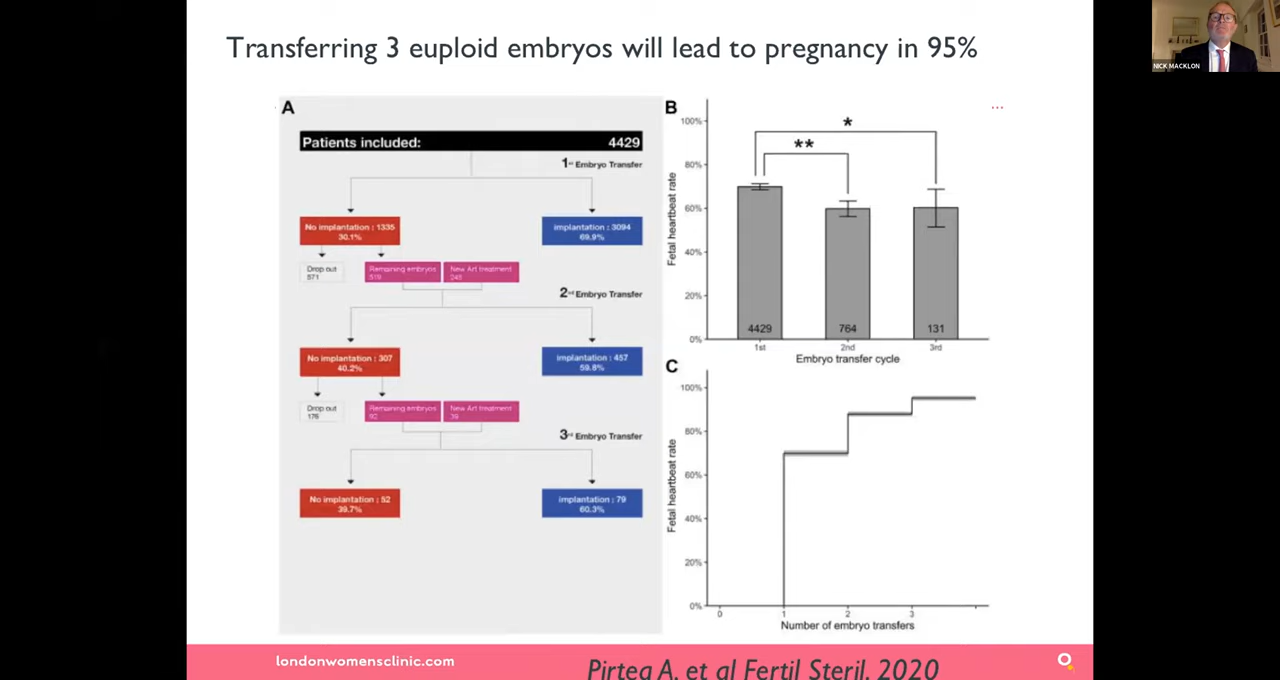 Transferring 3 euploid embryos will lead to pregnancy in 95%
NICK MACKLON
A
Patients included: 4429
1st Embryo Transfer
No implantation : 1335
30.1%
implantation : 3094
69.9%
Drop out
571
Remaining embryos
519
New Art treatment
245
2nd Embryo Transfer
No implantation : 307
40.2%
implantation : 457
59.8%
Drop out
176
Remaining embryos
92
New Art treatment
39
3rd Embryo Transfer
No implantation : 52
39.7%
implantation : 79
60.3%
B
Fetal heartbeat rate
100%
80%
60%
40%
20%
0%
*
**
4429 764 131
1st 2nd 3rd
Embryo transfer cycle
C
Fetal heartbeat rate
100%
80%
60%
40%
20%
0%
0 1 2 3
Number of embryo transfers
londonwomensclinic.com
Pirtea A, et al Fertil Steril, 2020